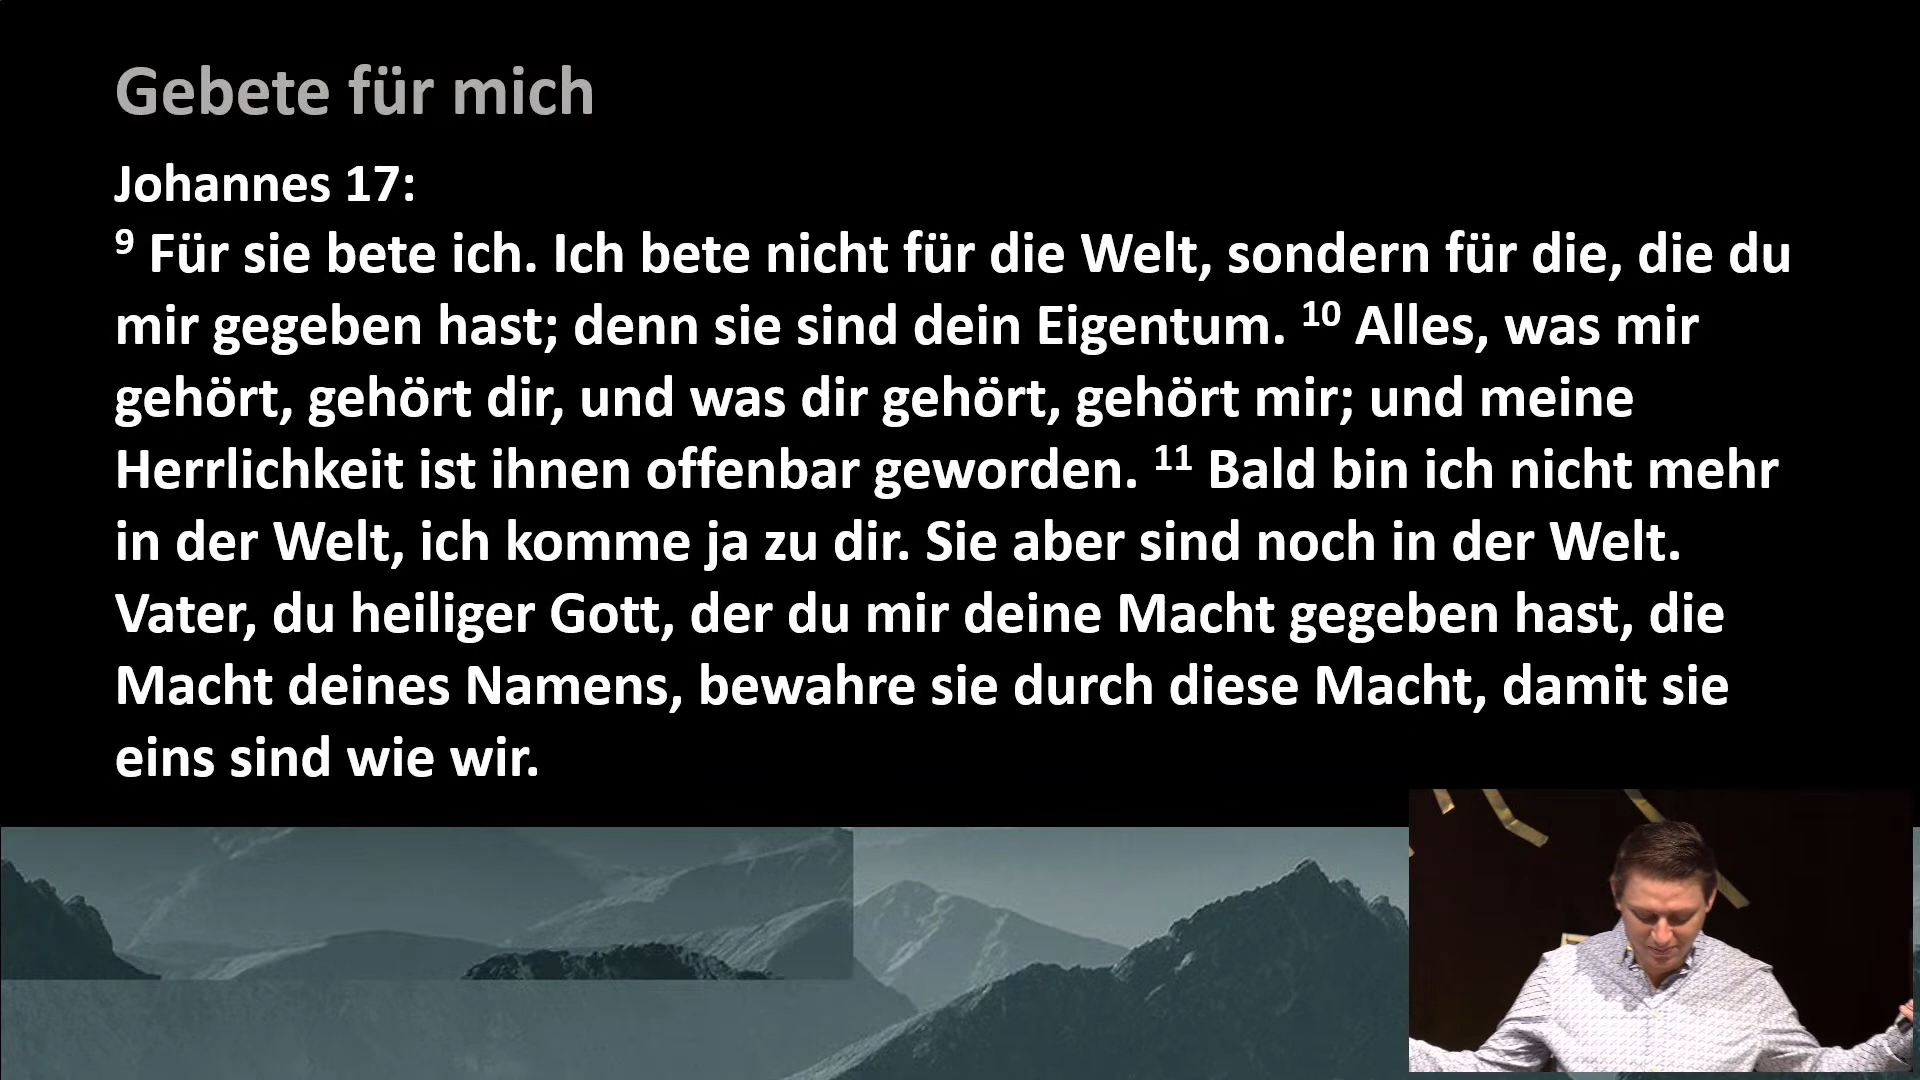 Gebete für mich
Johannes 17:
⁹ Für sie bete ich. Ich bete nicht für die Welt, sondern für die, die du
mir gegeben hast; denn sie sind dein Eigentum. ¹⁰ Alles, was mir
gehört, gehört dir, und was dir gehört, gehört mir; und meine
Herrlichkeit ist ihnen offenbar geworden. ¹¹ Bald bin ich nicht mehr
in der Welt, ich komme ja zu dir. Sie aber sind noch in der Welt.
Vater, du heiliger Gott, der du mir deine Macht gegeben hast, die
Macht deines Namens, bewahre sie durch diese Macht, damit sie
eins sind wie wir.